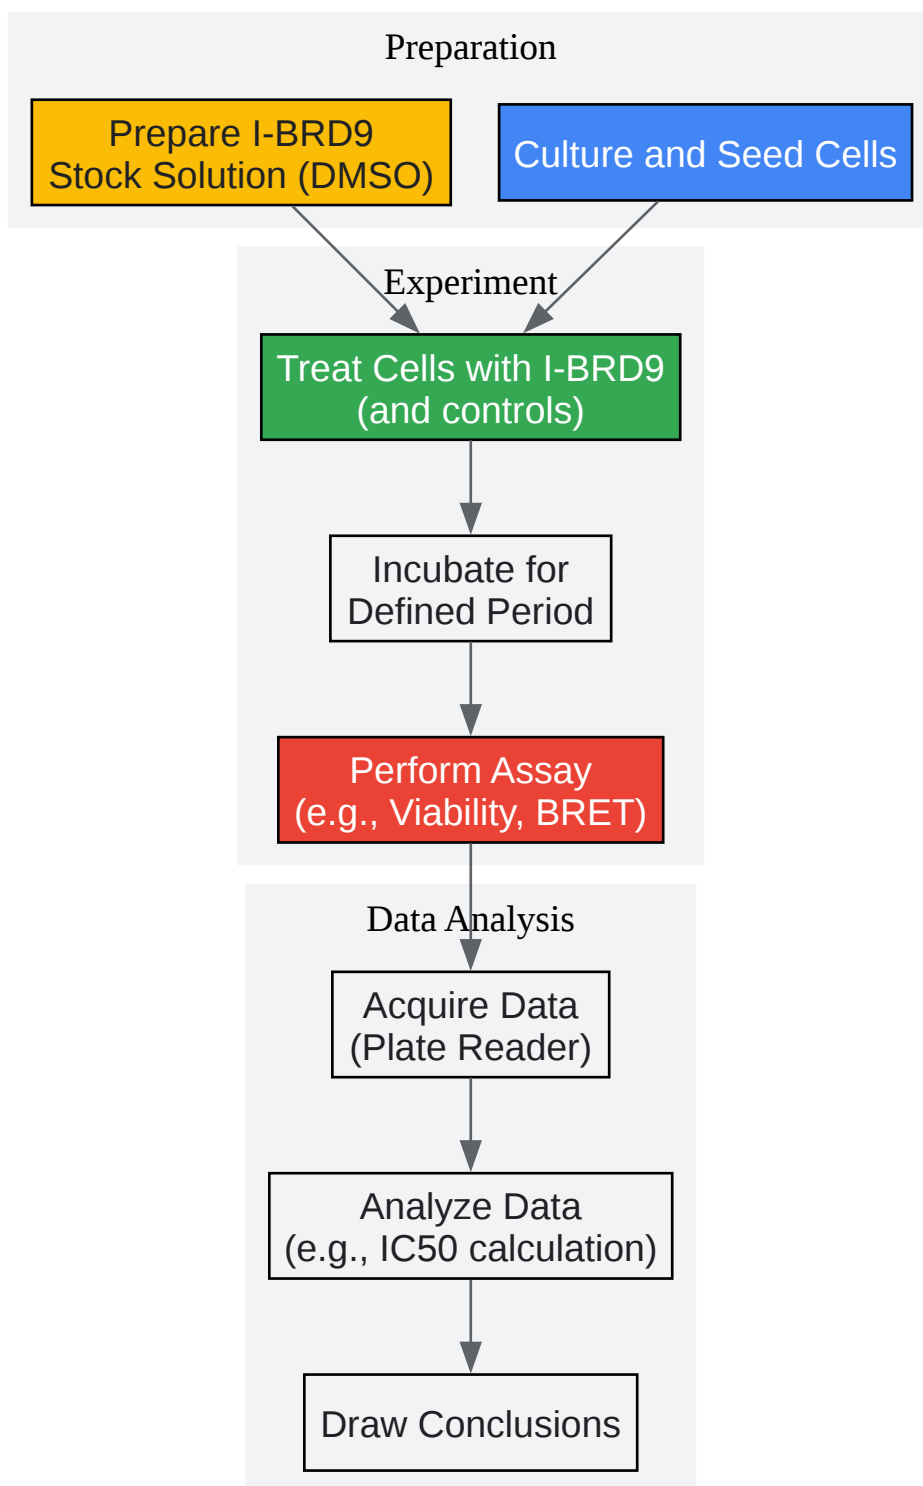 Preparation
Prepare I-BRD9
Stock Solution (DMSO)
Culture and Seed Cells
Experiment
Treat Cells with I-BRD9
(and controls)
Incubate for
Defined Period
Perform Assay
(e.g., Viability, BRET)
Data Analysis
Acquire Data
(Plate Reader)
Analyze Data
(e.g., IC50 calculation)
Draw Conclusions